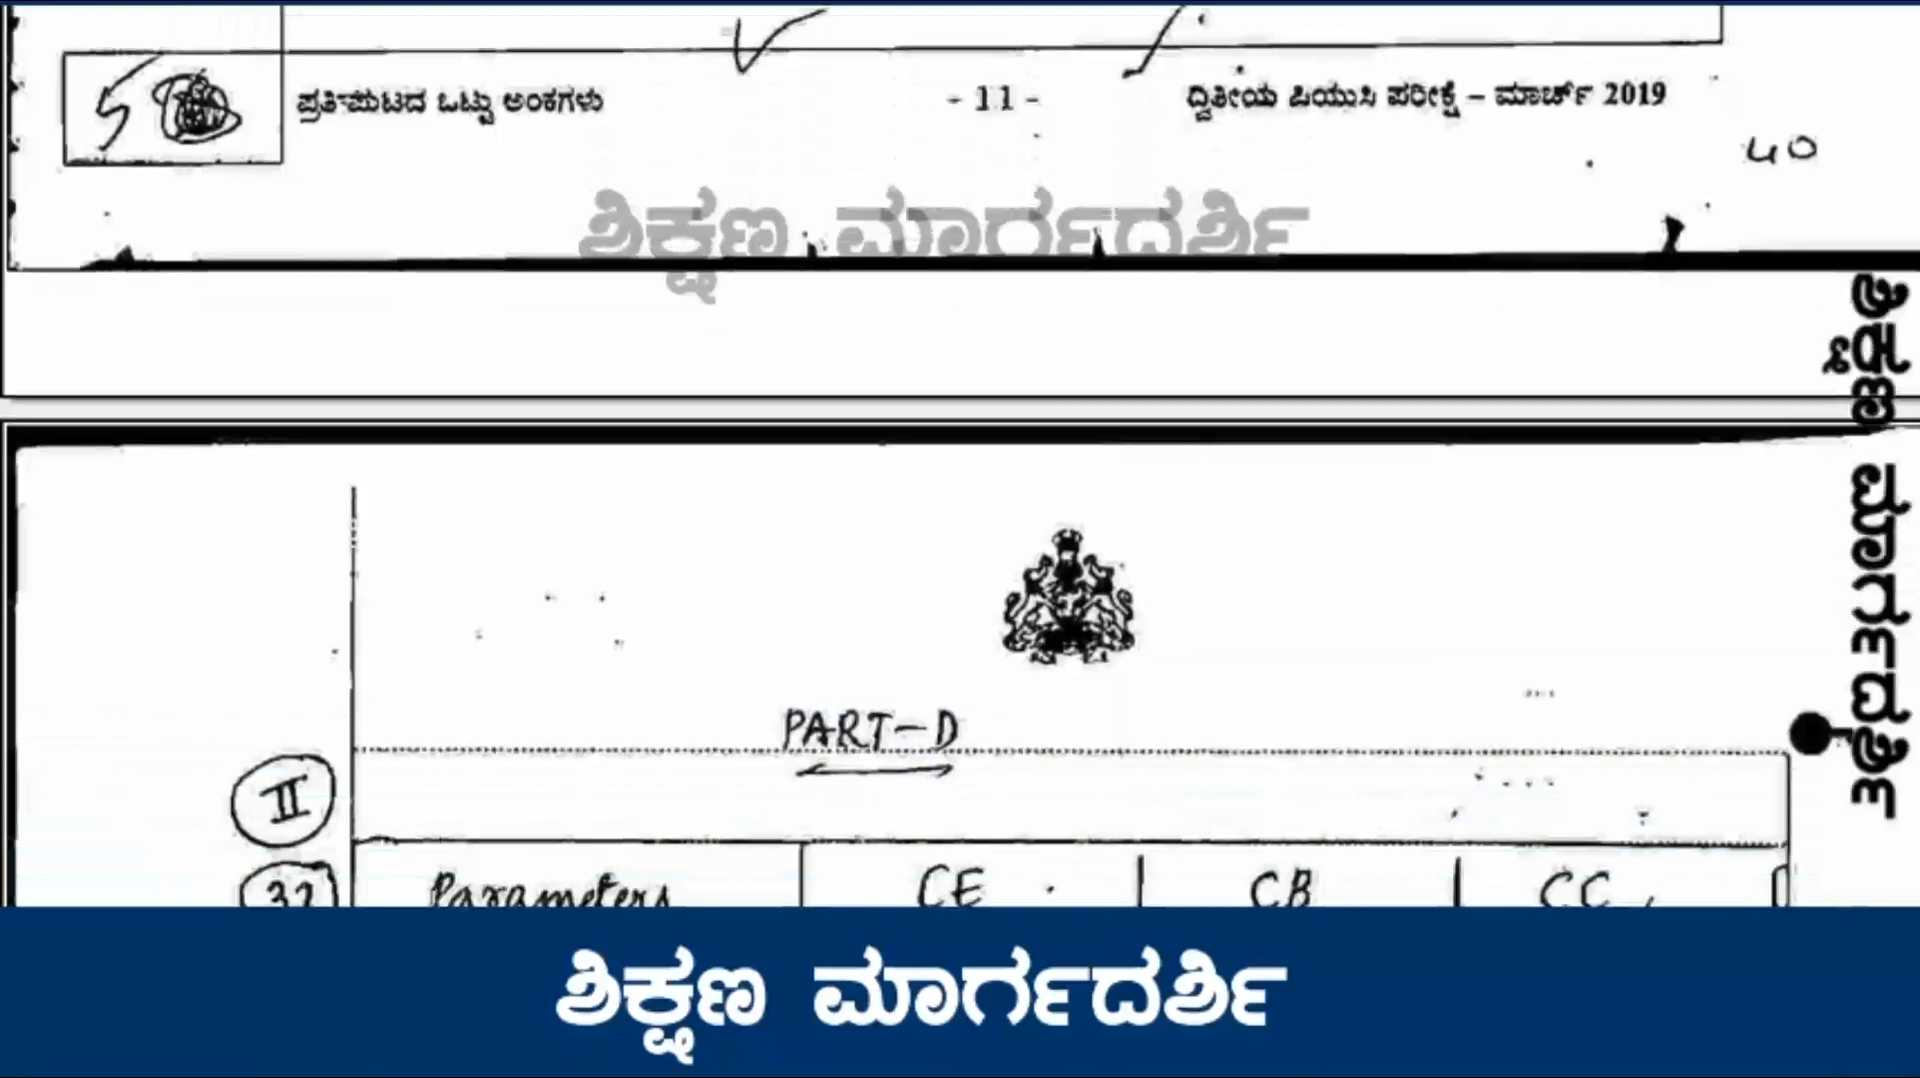 5 ಪ್ರತಿಪುಟದ ಒಟ್ಟು ಅಂಕಗಳು - 11 - ದ್ವಿತೀಯ ಪಿಯುಸಿ ಪರೀಕ್ಷೆ – ಮಾರ್ಚ್ 2019
40
ಶಿಕ್ಷಣ ಮಾರ್ಗದರ್ಶಿ
ಶಿಕ್ಷಣ ಮಾರ್ಗದರ್ಶಿ
PART-D
II
Parameters CE CB CC
ಶಿಕ್ಷಣ ಮಾರ್ಗದರ್ಶಿ